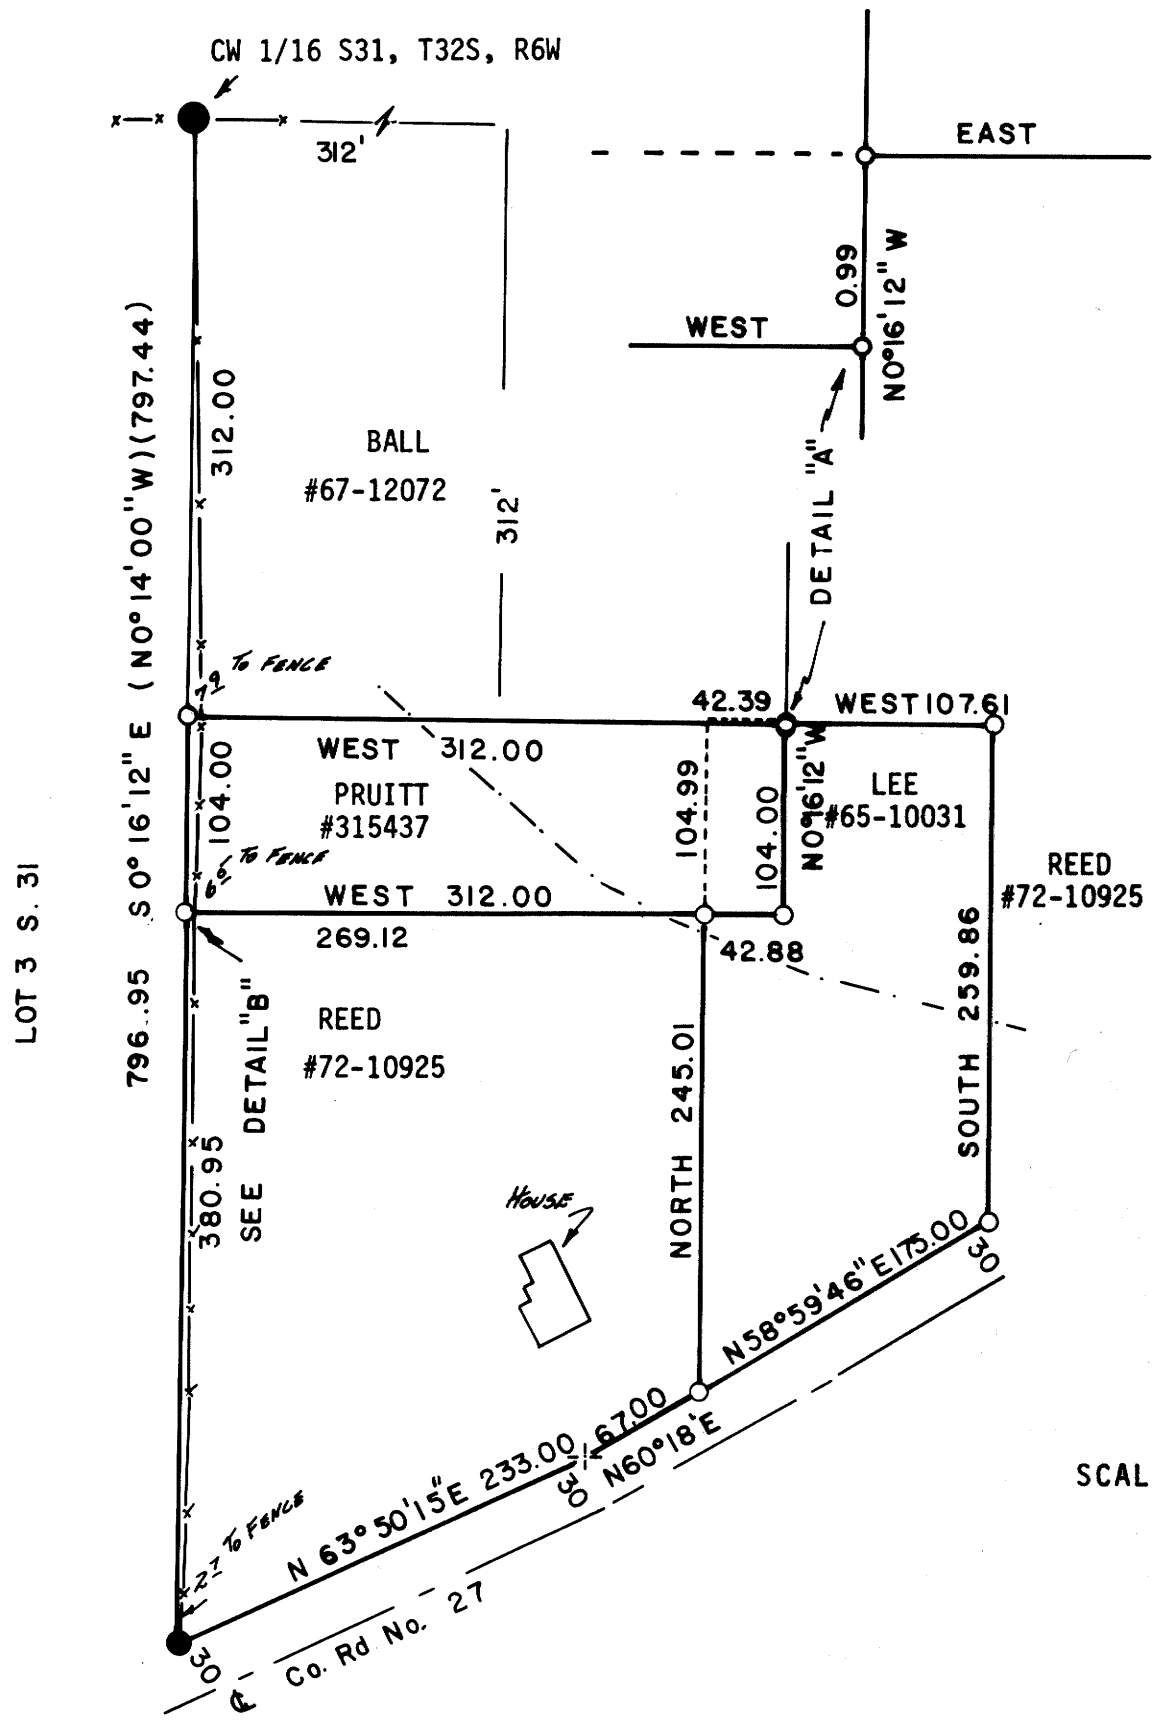 CW 1/16 S31, T32S, R6W
312'
EAST
0.99
N0°16'12" W
WEST
796.95 S0°16'12" E (N0°14'00" W)(797.44)
312.00
BALL
#67-12072
312'
DETAIL "A"
7⁹
To FENCE
42.39
WEST 107.61
WEST 312.00
104.00
PRUITT
#315437
104.99
104.00
N0°16'12" W
LEE
#65-10031
REED
#72-10925
6⁰
To FENCE
WEST 312.00
269.12
42.88
LOT 3 S. 31
SEE DETAIL "B"
REED
#72-10925
NORTH 245.01
SOUTH 259.86
380.95
HOUSE
N58°59'46"E 175.00
30
67.00
N60°18'E
N 63°50'15"E 233.00
30
SCAL
2⁷ To FENCE
30
℄ Co. Rd No. 27